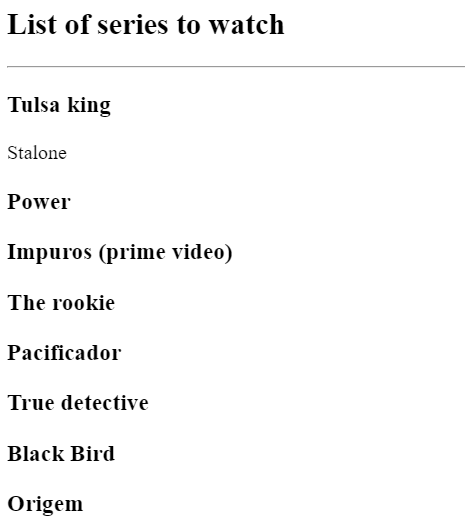 List of series to watch
Tulsa king
Stalone
Power
Impuros (prime video)
The rookie
Pacificador
True detective
Black Bird
Origem